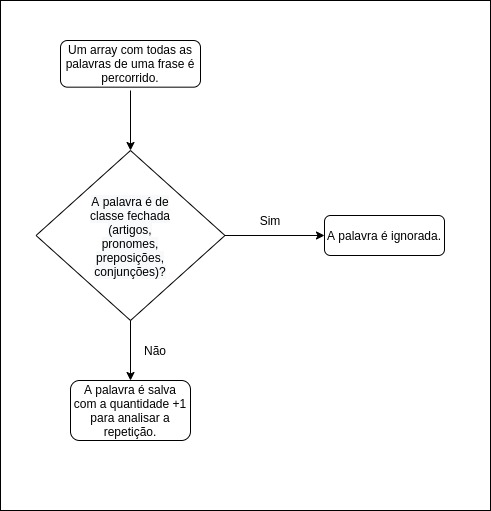 Um array com todas as
palavras de uma frase é
percorrido.
A palavra é de
classe fechada
(artigos,
pronomes,
preposições,
conjunções)?
Sim
A palavra é ignorada.
Não
A palavra é salva
com a quantidade +1
para analisar a
repetição.